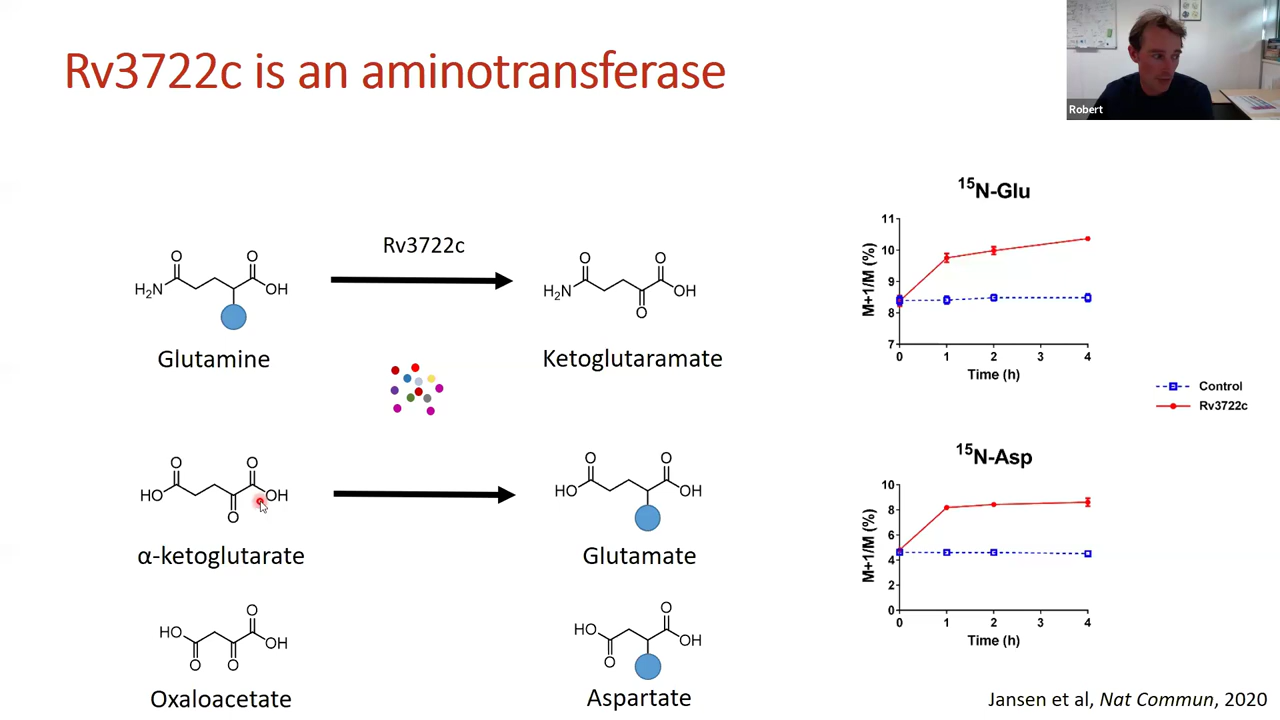 Rv3722c is an aminotransferase
Robert
Rv3722c
O
O
H₂N
OH
Glutamine
O
O
H₂N
OH
O
Ketoglutaramate
O
O
HO
OH
O
α-ketoglutarate
O
O
HO
OH
Glutamate
O
HO
OH
O
O
Oxaloacetate
O
HO
OH
O
Aspartate
¹⁵N-Glu
M+1/M (%)
11
10
9
8
7
0 1 2 3 4
Time (h)
Control
Rv3722c
¹⁵N-Asp
M+1/M (%)
10
8
6
4
2
0
0 1 2 3 4
Time (h)
Jansen et al, Nat Commun, 2020